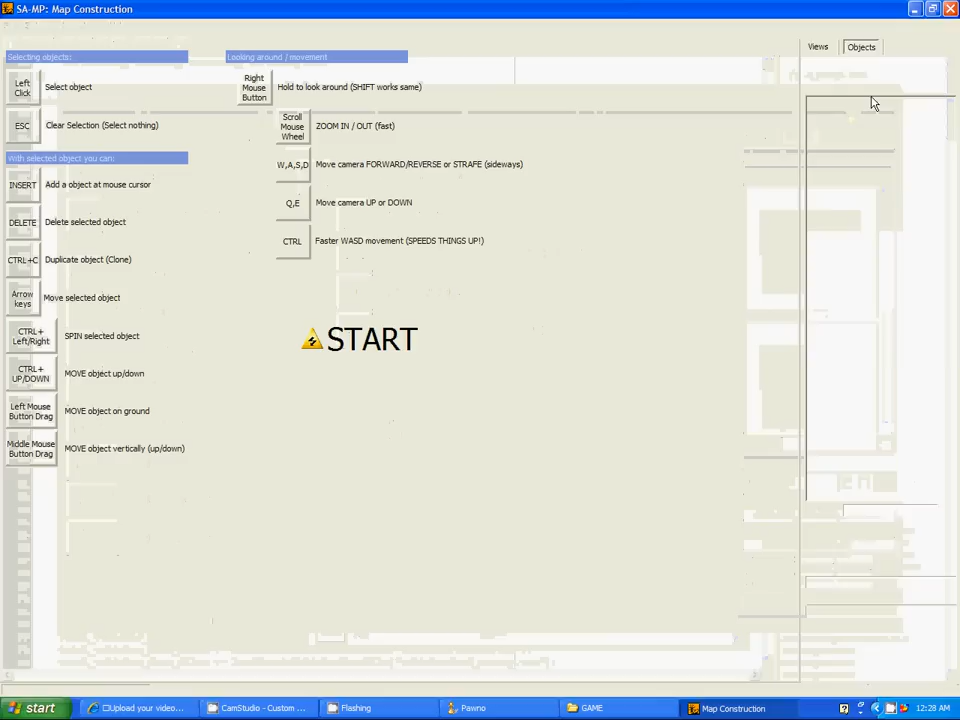 SA-MP: Map Construction
Views
Objects
Selecting objects:
Looking around / movement
Left Click
Select object
Right Mouse Button
Hold to look around (SHIFT works same)
ESC
Clear Selection (Select nothing)
Scroll Mouse Wheel
ZOOM IN / OUT (fast)
With selected object you can:
W,A,S,D
Move camera FORWARD/REVERSE or STRAFE (sideways)
INSERT
Add a object at mouse cursor
Q,E
Move camera UP or DOWN
DELETE
Delete selected object
CTRL
Faster WASD movement (SPEEDS THINGS UP!)
CTRL+C
Duplicate object (Clone)
Arrow keys
Move selected object
CTRL+ Left/Right
SPIN selected object
START
CTRL+ UP/DOWN
MOVE object up/down
Left Mouse Button Drag
MOVE object on ground
Middle Mouse Button Drag
MOVE object vertically (up/down)
start
Upload your video...
CamStudio - Custom ...
Flashing
Pawno
GAME
Map Construction
12:28 AM